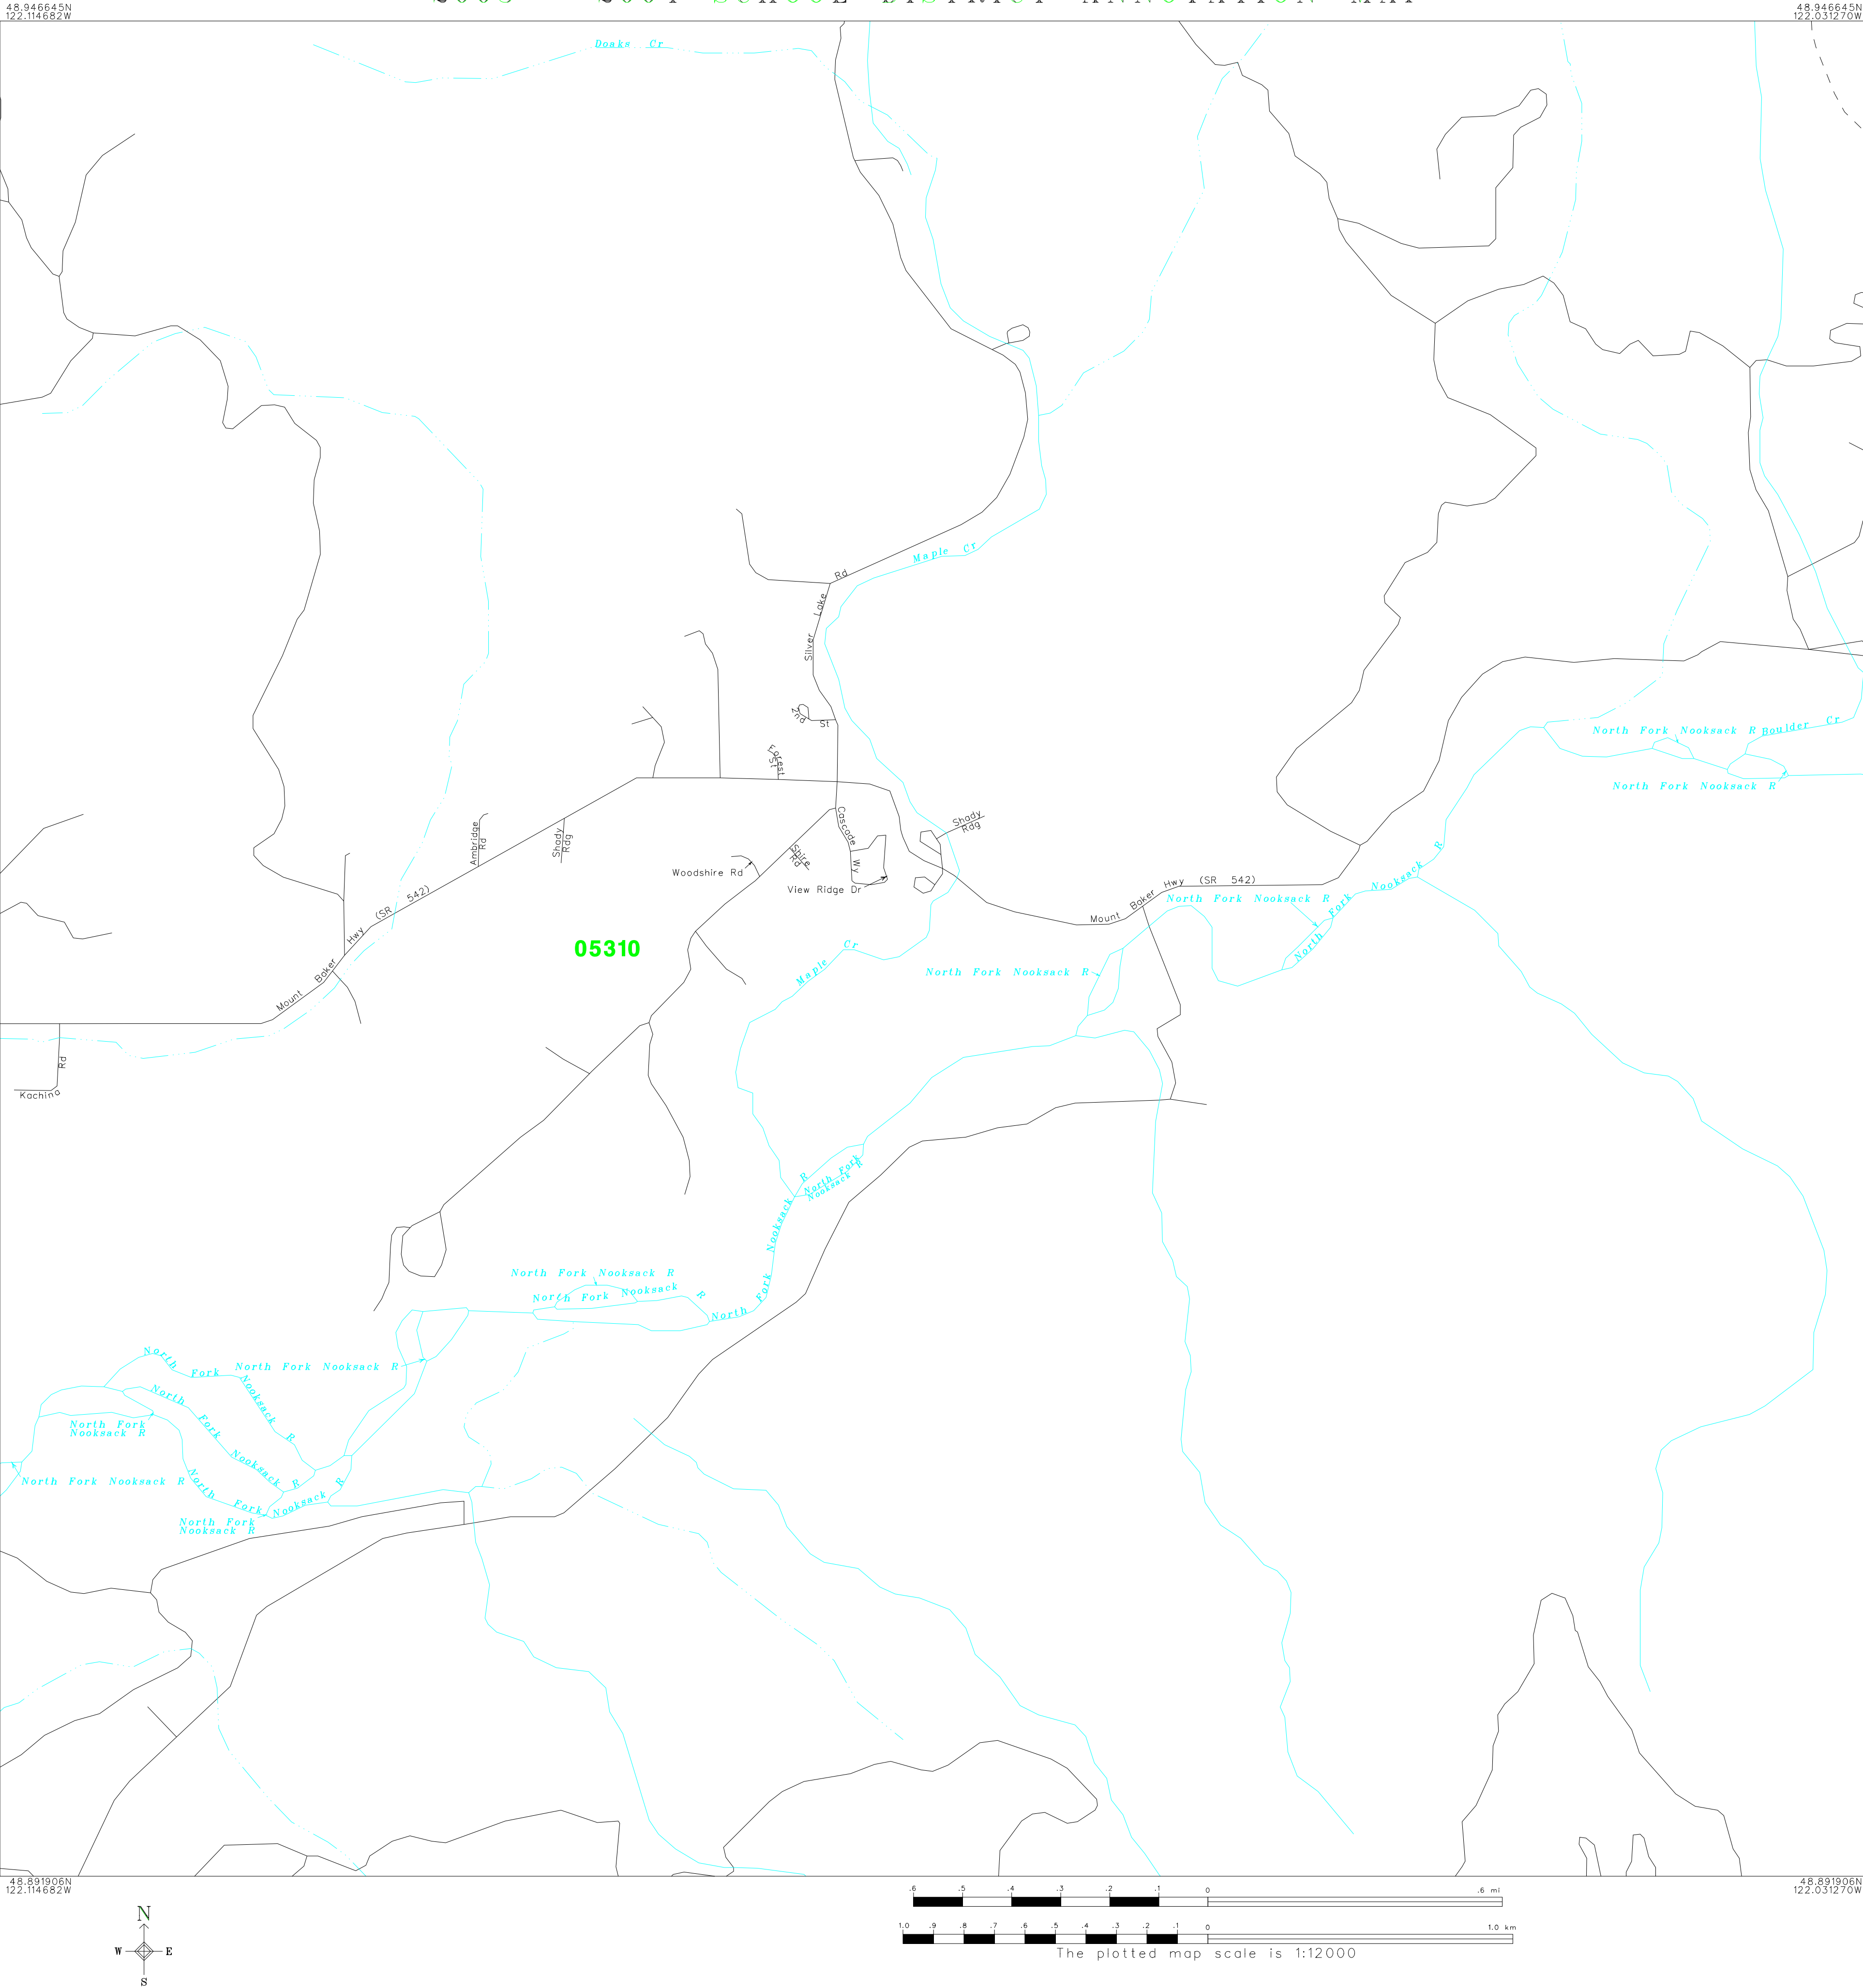 48.946645N
122.114682W
48.946645N
122.031270W
Doaks Cr
Maple Cr
Silver Lake Rd
2nd St
Forest St
North Fork Nooksack R
Boulder Cr
North Fork Nooksack R
Ambridge Rd
Shady Rdg
Cascade Wy
Shady Rdg
Shire Rd
Woodshire Rd
View Ridge Dr
Mount Baker Hwy (SR 542)
Mount Baker Hwy (SR 542)
North Fork Nooksack R
North Fork Nooksack R
05310
Maple Cr
North Fork Nooksack R
Kachina Rd
North Fork
Nooksack R
North Fork Nooksack R
North Fork Nooksack R
North Fork Nooksack R
North Fork Nooksack R
North Fork Nooksack R
North Fork Nooksack R
North Fork
Nooksack R
North Fork Nooksack R
North Fork Nooksack R
North Fork
Nooksack R
48.891906N
122.114682W
48.891906N
122.031270W
.6 .5 .4 .3 .2 .1 0 .6 mi
1.0 .9 .8 .7 .6 .5 .4 .3 .2 .1 0 1.0 km
The plotted map scale is 1:12000
N
W E
S